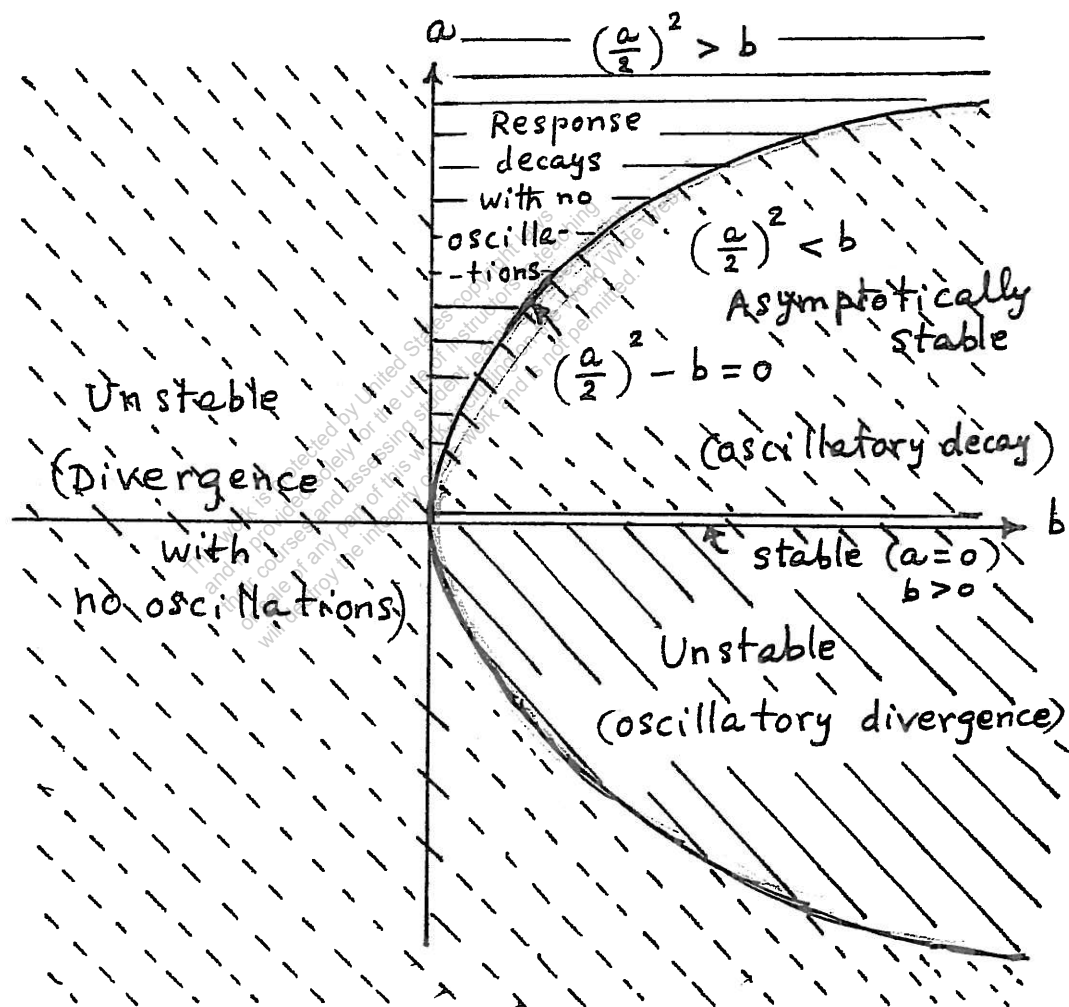 a
(a/2)² > b
Response
decays
with no
oscilla-
-tions
(a/2)² < b
Asymptotically
stable
(a/2)² - b = 0
Unstable
(Divergence
with
no oscillations)
(oscillatory decay)
b
stable (a=0)
b>0
Unstable
(oscillatory divergence)